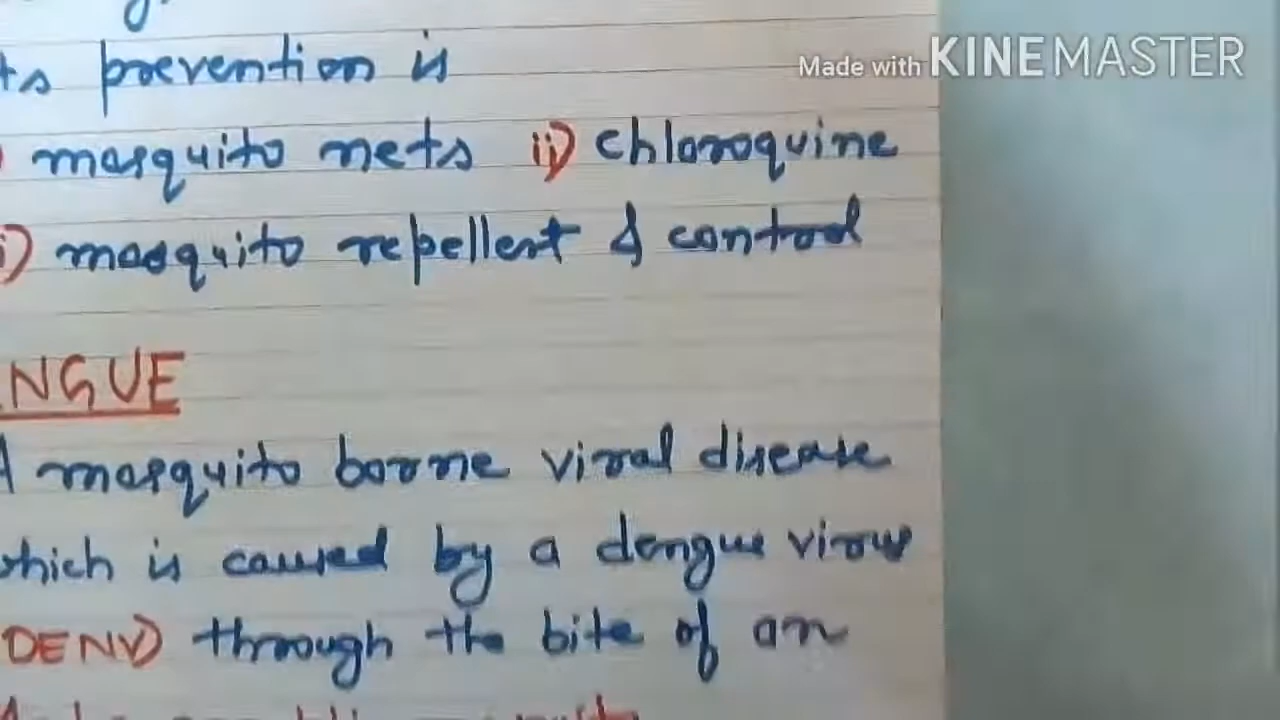 ts prevention is
Made with KINEMASTER
) mosquito nets ii) chloroquine
i) mosquito repellent & control
NGUE
A mosquito borne viral disease
which is caused by a dengue virus
DENV) through the bite of an